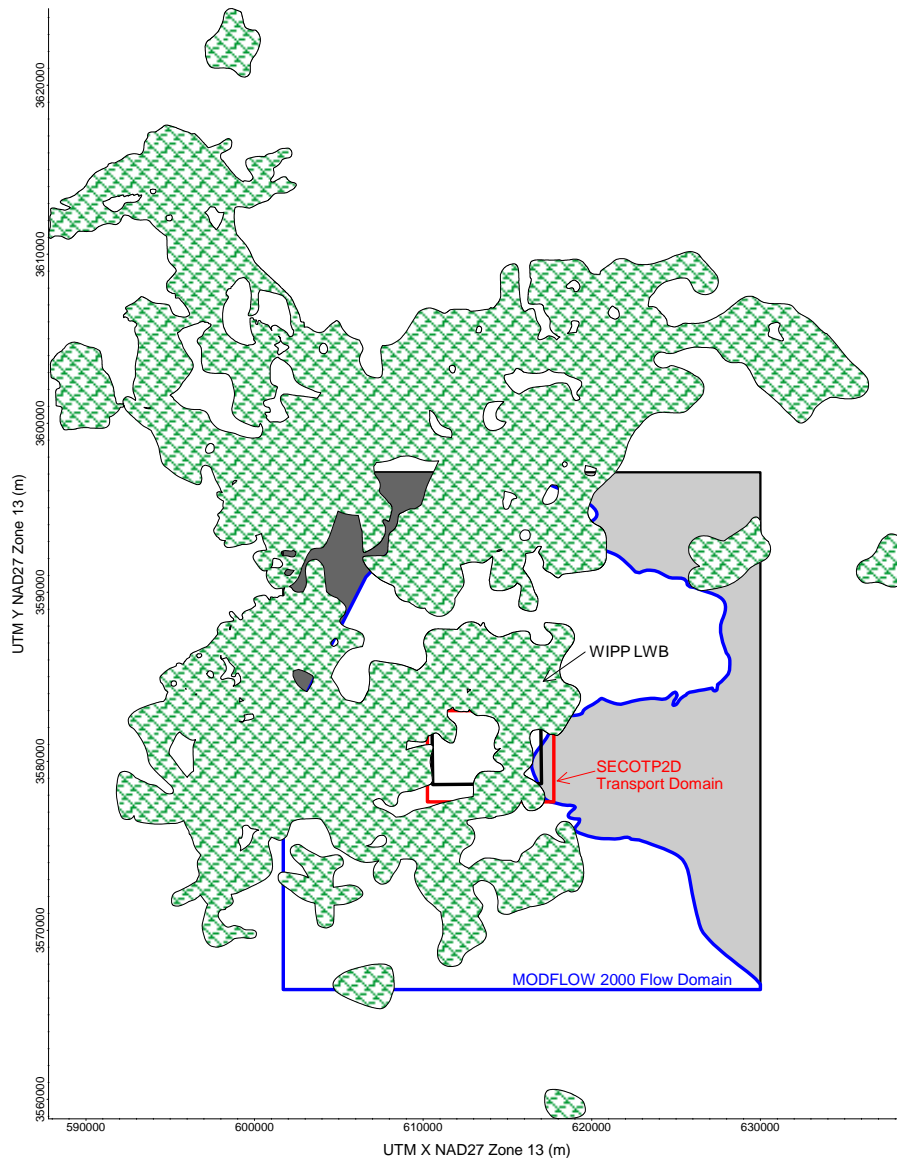 3620000
3610000
3600000
3590000
3580000
3570000
3560000
UTM Y NAD27 Zone 13 (m)
WIPP LWB
SECOTP2D
Transport Domain
MODFLOW 2000 Flow Domain
590000
600000
610000
620000
630000
UTM X NAD27 Zone 13 (m)